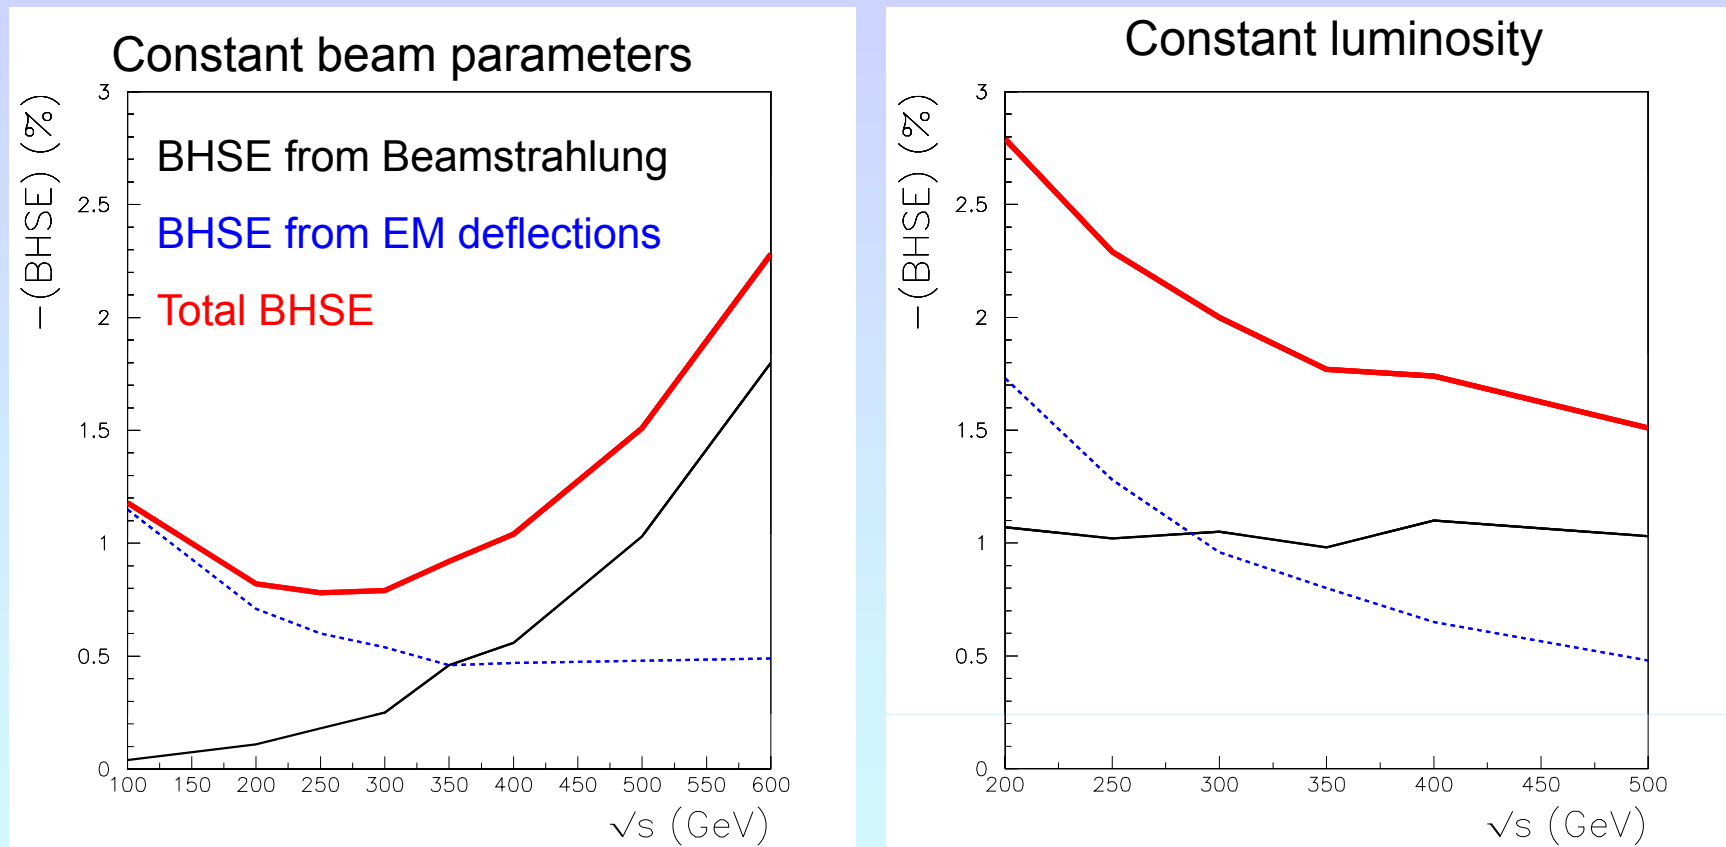 Constant beam parameters
−(BHSE) (%)
3
2.5
2
1.5
1
0.5
0
BHSE from Beamstrahlung
BHSE from EM deflections
Total BHSE
100 150 200 250 300 350 400 450 500 550 600
√s (GeV)
Constant luminosity
−(BHSE) (%)
3
2.5
2
1.5
1
0.5
0
200 250 300 350 400 450 500
√s (GeV)